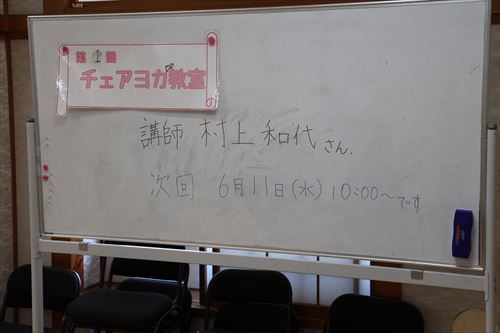 第1回
チェアヨガ教室
の
講師 村上 和代 さん.
次回 6月11日(水) 10:00～です